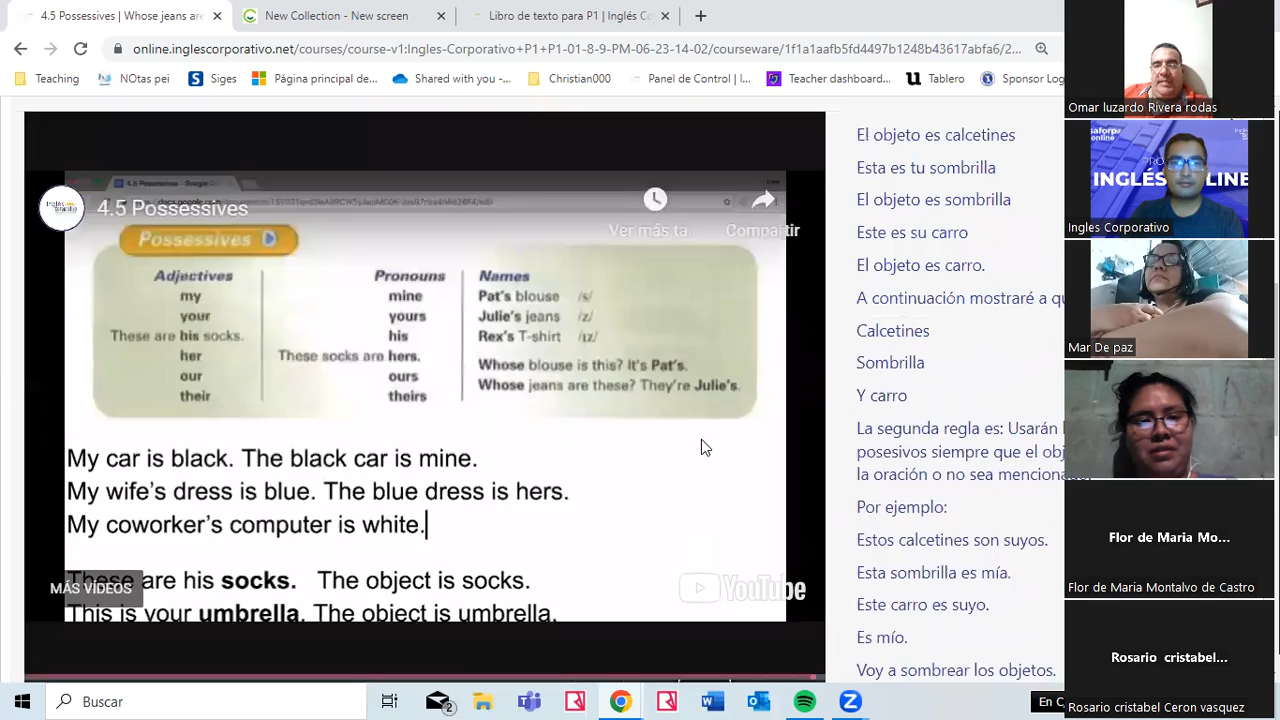 4.5 Possessives | Whose jeans are
New Collection - New screen
Libro de texto para P1 | Inglés Co
online.inglescorporativo.net/courses/course-v1:Ingles-Corporativo+P1+P1-01-8-9-PM-06-23-14-02/courseware/1f1a1aafb5fd4497b1248b43617abfa6/2...
Teaching
NOtas pei
Siges
Página principal de...
Shared with you -...
Christian000
Panel de Control | I...
Teacher dashboard...
Tablero
Sponsor Log
4.5 Possessives
Ver más ta
Compartir
Possessives
Adjectives Pronouns Names
my mine Pat's blouse /s/
your yours Julie's jeans /z/
These are his socks. his Rex's T-shirt /ɪz/
her These socks are hers. Whose blouse is this? It's Pat's.
our ours Whose jeans are these? They're Julie's.
their theirs
My car is black. The black car is mine.
My wife's dress is blue. The blue dress is hers.
My coworker's computer is white.
These are his socks. The object is socks.
MÁS VÍDEOS
YouTube
This is your umbrella. The object is umbrella.
El objeto es calcetines
Esta es tu sombrilla
El objeto es sombrilla
Este es su carro
El objeto es carro.
A continuación mostraré a qu
Calcetines
Sombrilla
Y carro
La segunda regla es: Usarán
posesivos siempre que el obj
la oración o no sea mencionad
Por ejemplo:
Estos calcetines son suyos.
Esta sombrilla es mía.
Este carro es suyo.
Es mío.
Voy a sombrear los objetos.
Omar luzardo Rivera rodas
saforp
online
PRO
INGLÉS
LINE
Ingles Corporativo
Mar De paz
Flor de Maria Mo...
Flor de Maria Montalvo de Castro
Rosario cristabel...
Rosario cristabel Ceron vasquez
Buscar
2
En C